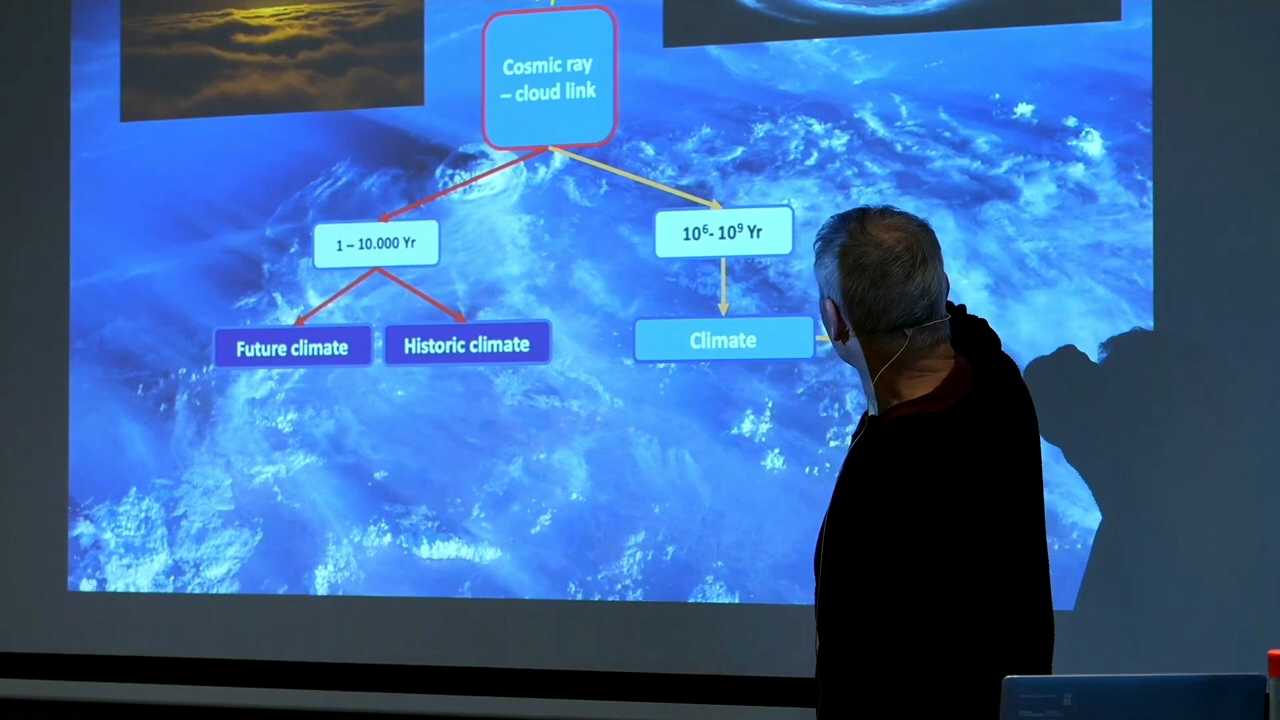 Cosmic ray
– cloud link
1 – 10.000 Yr
10⁶- 10⁹ Yr
Future climate
Historic climate
Climate